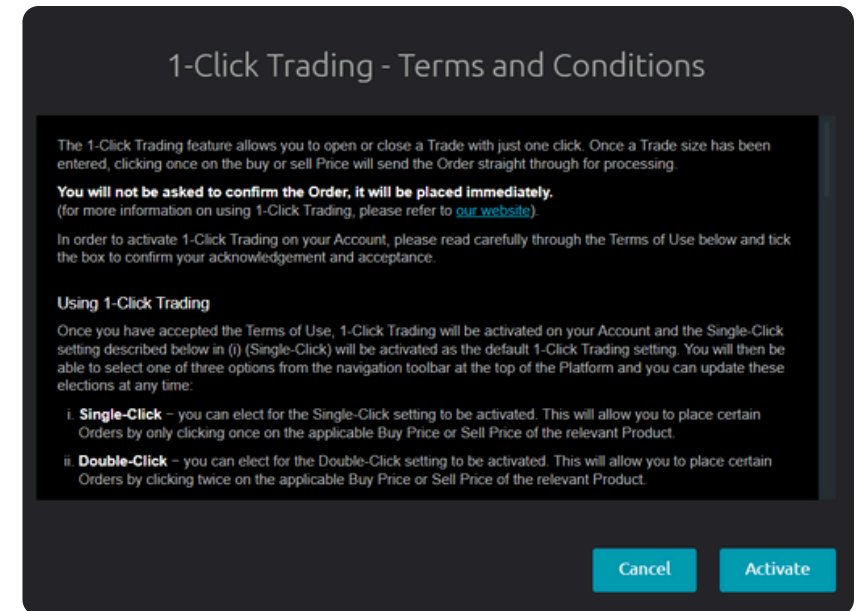 1-Click Trading - Terms and Conditions
The 1-Click Trading feature allows you to open or close a Trade with just one click. Once a Trade size has been
entered, clicking once on the buy or sell Price will send the Order straight through for processing.
You will not be asked to confirm the Order, it will be placed immediately.
(for more information on using 1-Click Trading, please refer to our website).
In order to activate 1-Click Trading on your Account, please read carefully through the Terms of Use below and tick
the box to confirm your acknowledgement and acceptance.
Using 1-Click Trading
Once you have accepted the Terms of Use, 1-Click Trading will be activated on your Account and the Single-Click
setting described below in (i) (Single-Click) will be activated as the default 1-Click Trading setting. You will then be
able to select one of three options from the navigation toolbar at the top of the Platform and you can update these
elections at any time:
i. Single-Click – you can elect for the Single-Click setting to be activated. This will allow you to place certain
Orders by only clicking once on the applicable Buy Price or Sell Price of the relevant Product.
ii. Double-Click – you can elect for the Double-Click setting to be activated. This will allow you to place certain
Orders by clicking twice on the applicable Buy Price or Sell Price of the relevant Product.
Cancel Activate